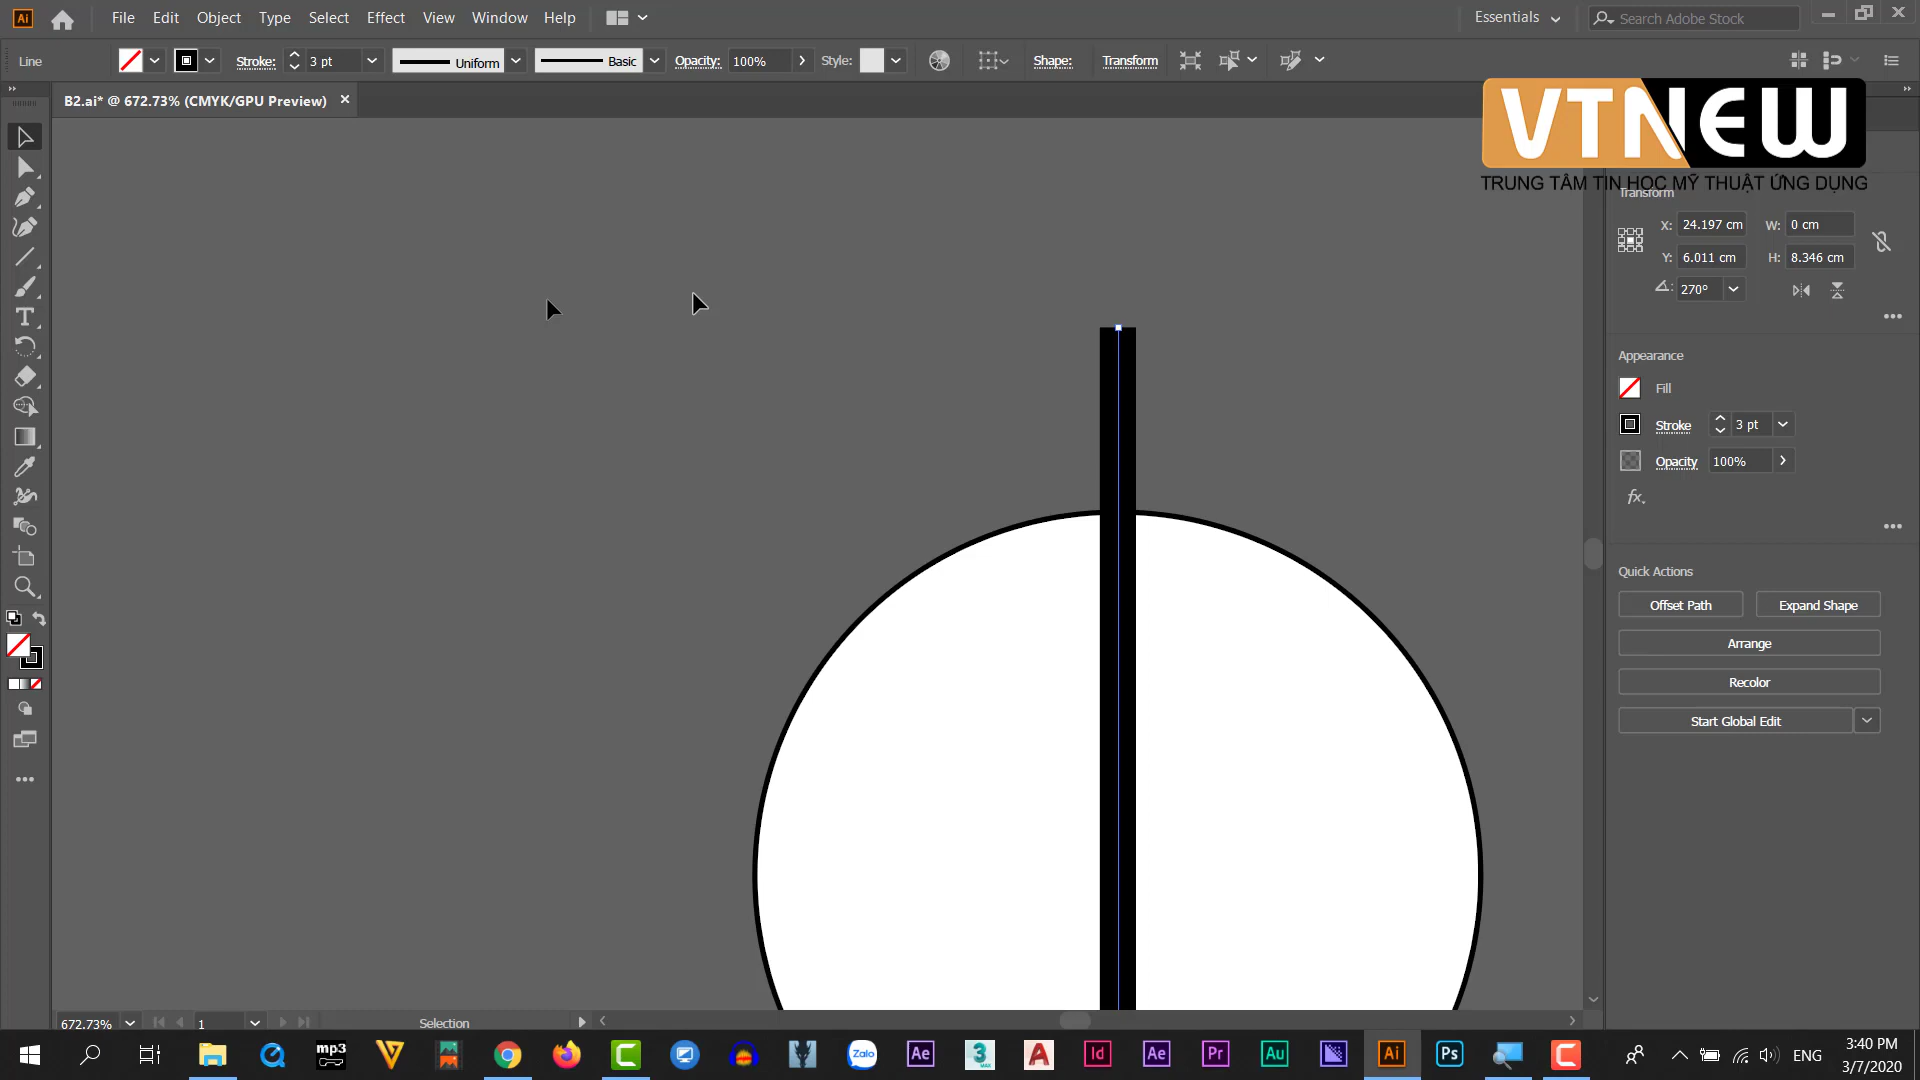 Ai File Edit Object Type Select Effect View Window Help Essentials Search Adobe Stock
Line Stroke: 3 pt Uniform Basic Opacity: 100% Style: Shape: Transform
B2.ai* @ 672.73% (CMYK/GPU Preview) ×
VTNEW
TRUNG TÂM TIN HỌC MỸ THUẬT ỨNG DỤNG
Transform
X: 24.197 cm W: 0 cm
Y: 6.011 cm H: 8.346 cm
270°
Appearance
Fill
Stroke 3 pt
Opacity 100%
fx.
Quick Actions
Offset Path Expand Shape
Arrange
Recolor
Start Global Edit
672.73% 1 Selection
mp3 Zalo Ae 3 MAX A Id Ae Pr Au Ai Ps ENG
3:40 PM
3/7/2020